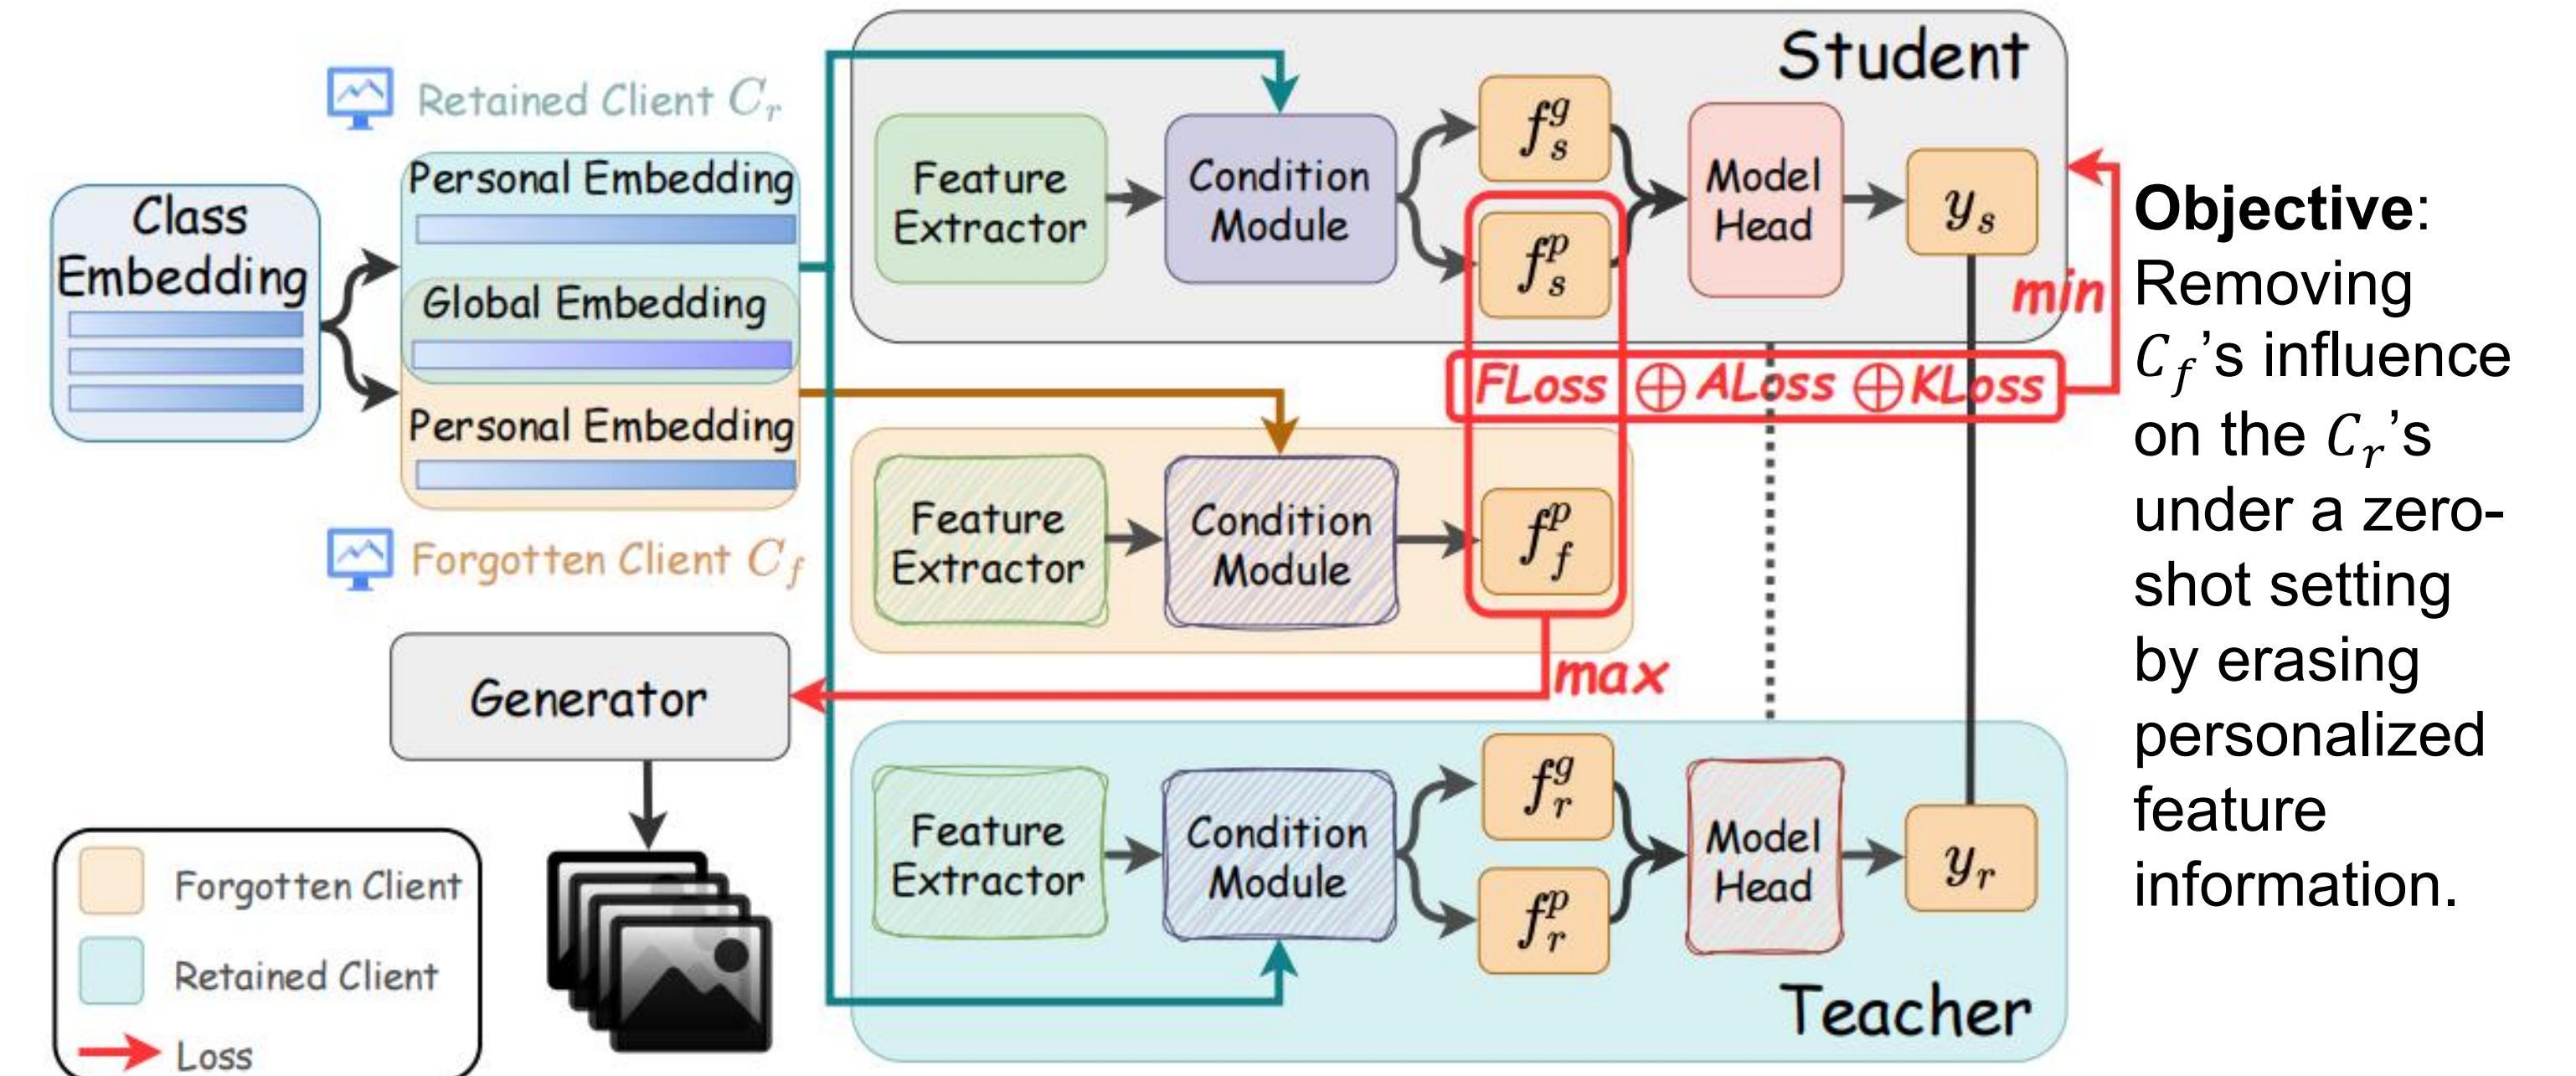 Retained Client C_r
Class
Embedding
Personal Embedding
Global Embedding
Personal Embedding
Forgotten Client C_f
Generator
Forgotten Client
Retained Client
Loss
Student
Feature
Extractor
Condition
Module
f_s^g
f_s^p
Model
Head
y_s
min
FLoss ⊕ ALoss ⊕ KLoss
Feature
Extractor
Condition
Module
f_f^p
max
Feature
Extractor
Condition
Module
f_r^g
f_r^p
Model
Head
y_r
Teacher
Objective:
Removing
C_f's influence
on the C_r's
under a zero-
shot setting
by erasing
personalized
feature
information.